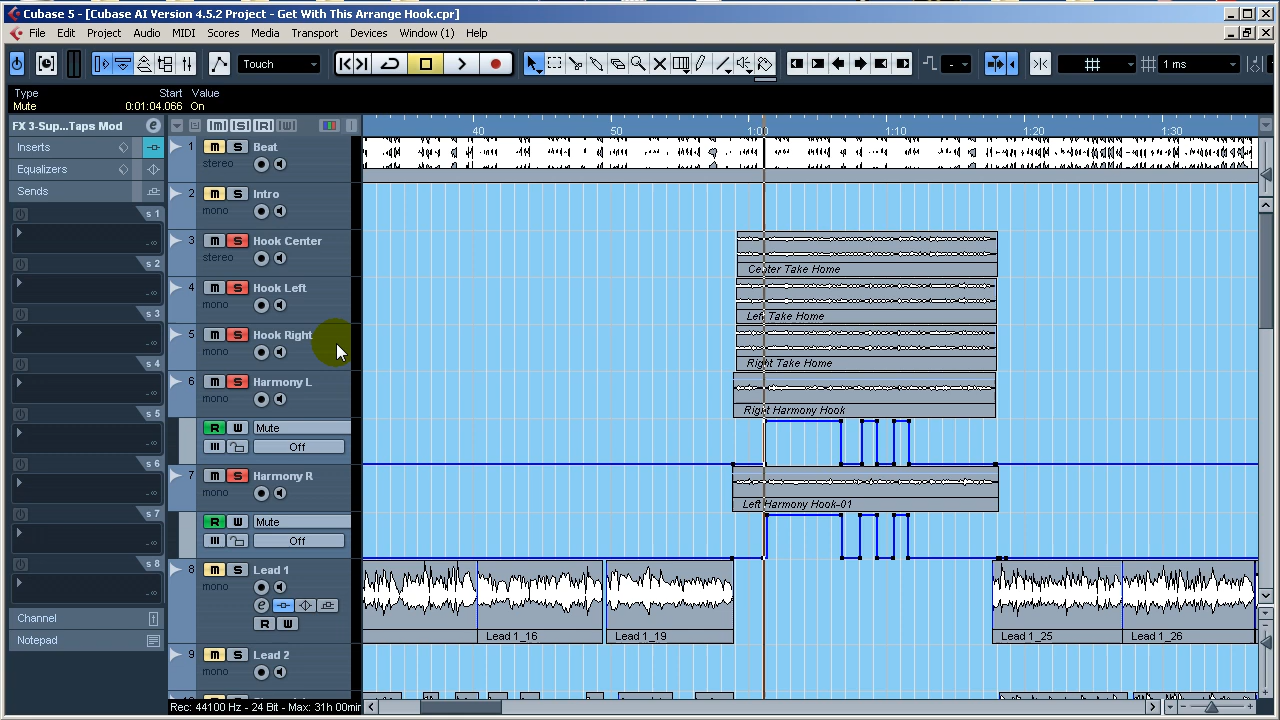 Cubase 5 - [Cubase AI Version 4.5.2 Project - Get With This Arrange Hook.cpr]
File Edit Project Audio MIDI Scores Media Transport Devices Window (1) Help
Touch - 1 ms
Type Start Value
Mute 0:01:04.066 On
FX 3-Sup...Taps Mod e [M] [S] [R] [W]
40 50 1:00 1:10 1:20 1:30
Inserts
Equalizers
Sends
s 1
-∞
s 2
-∞
s 3
-∞
s 4
-∞
s 5
-∞
s 6
-∞
s 7
-∞
s 8
-∞
Channel
Notepad
1 m S Beat
stereo
2 m S Intro
mono
3 m S Hook Center
stereo
Center Take Home
4 m S Hook Left
mono
Left Take Home
5 m S Hook Right
mono
Right Take Home
6 m S Harmony L
mono
Right Harmony Hook
R W Mute
Off
7 m S Harmony R
mono
Left Harmony Hook-01
R W Mute
Off
8 m S Lead 1
mono
e
R W
Lead 1_16 Lead 1_19 Lead 1_25 Lead 1_26
9 m S Lead 2
mono
Rec: 44100 Hz - 24 Bit - Max: 31h 00min